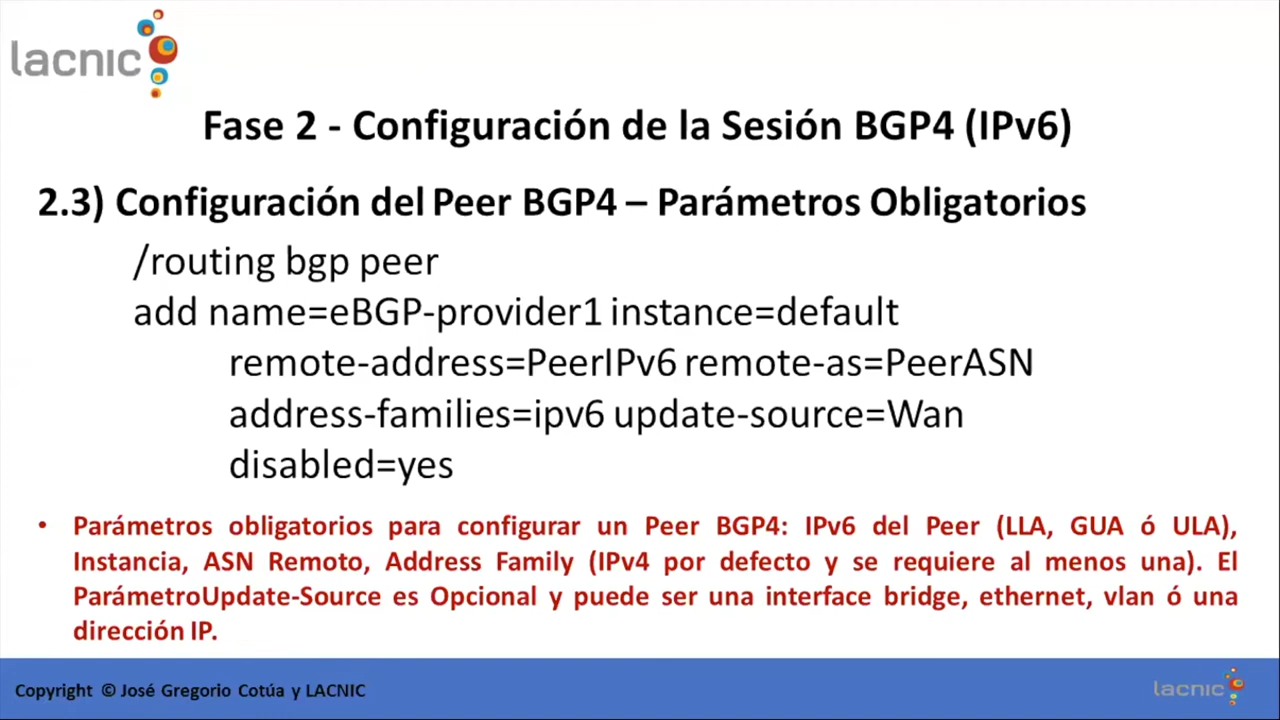 lacnic
Fase 2 - Configuración de la Sesión BGP4 (IPv6)
2.3) Configuración del Peer BGP4 – Parámetros Obligatorios
/routing bgp peer
add name=eBGP-provider1 instance=default
remote-address=PeerIPv6 remote-as=PeerASN
address-families=ipv6 update-source=Wan
disabled=yes
• Parámetros obligatorios para configurar un Peer BGP4: IPv6 del Peer (LLA, GUA ó ULA),
Instancia, ASN Remoto, Address Family (IPv4 por defecto y se requiere al menos una). El
ParámetroUpdate-Source es Opcional y puede ser una interface bridge, ethernet, vlan ó una
dirección IP.
Copyright © José Gregorio Cotúa y LACNIC
lacnic